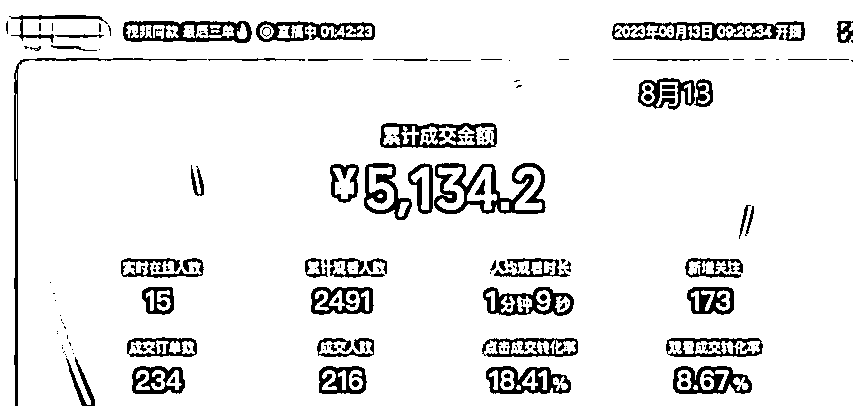 视频同款 最后三单 直播中 01:42:23 2023年08月13日 09:29:34 开播
8月13
累计成交金额
¥5,134.2
实时在线人数 累计观看人数 人均观看时长 新增关注
15 2491 1分钟9秒 173
成交订单数 成交人数 点击成交转化率 观看成交转化率
234 216 18.41% 8.67%